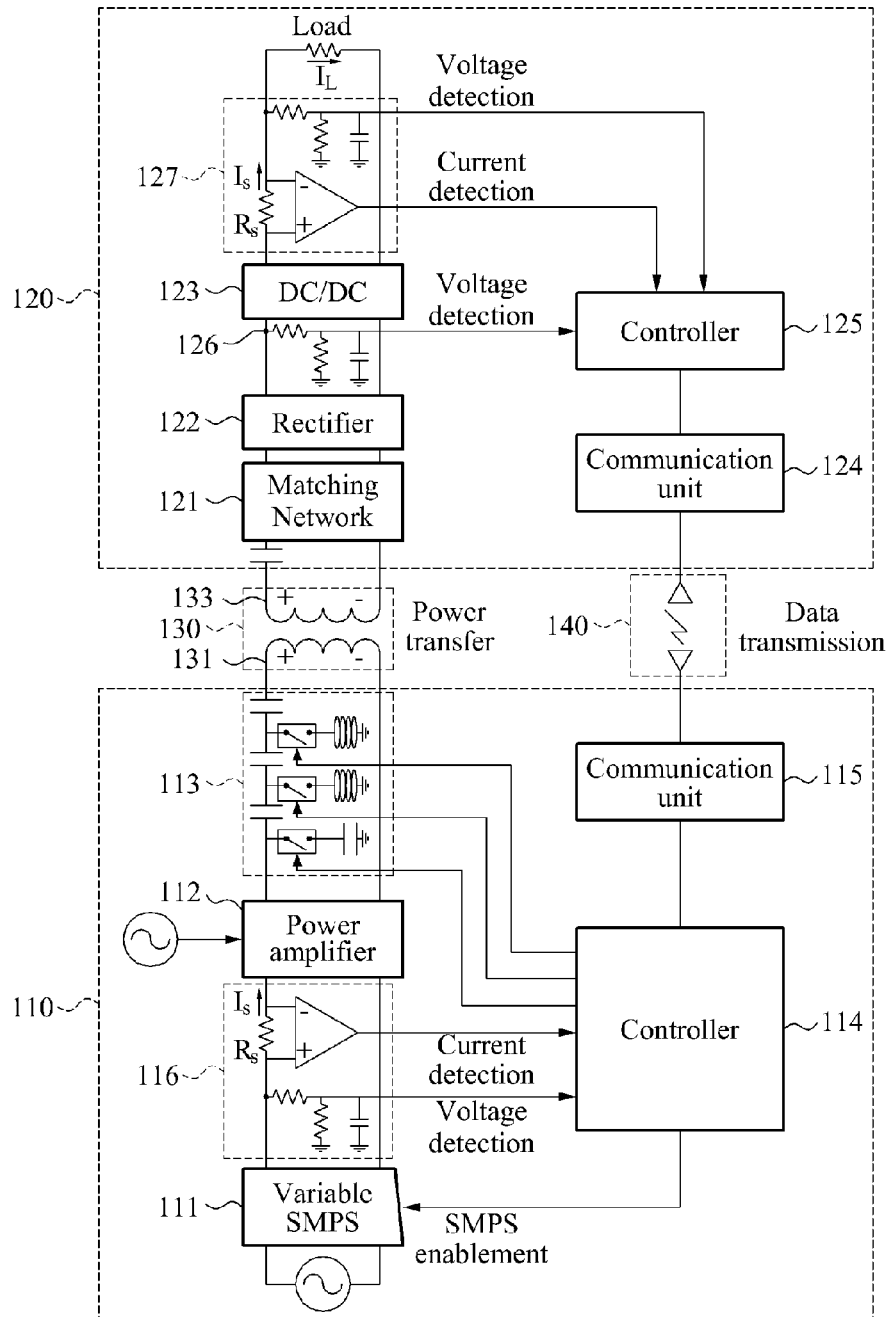 Load
I_L
Voltage
detection
127
I_s
-
Current
detection
R_s
+
123
DC/DC
120
Voltage
detection
126
Controller
125
122
Rectifier
121
Matching
Network
Communication
unit
124
133
+
-
130
Power
transfer
131
+
-
140
Data
transmission
113
Communication
unit
115
112
Power
amplifier
110
I_s
-
R_s
+
Controller
114
116
Current
detection
Voltage
detection
111
Variable
SMPS
SMPS
enablement